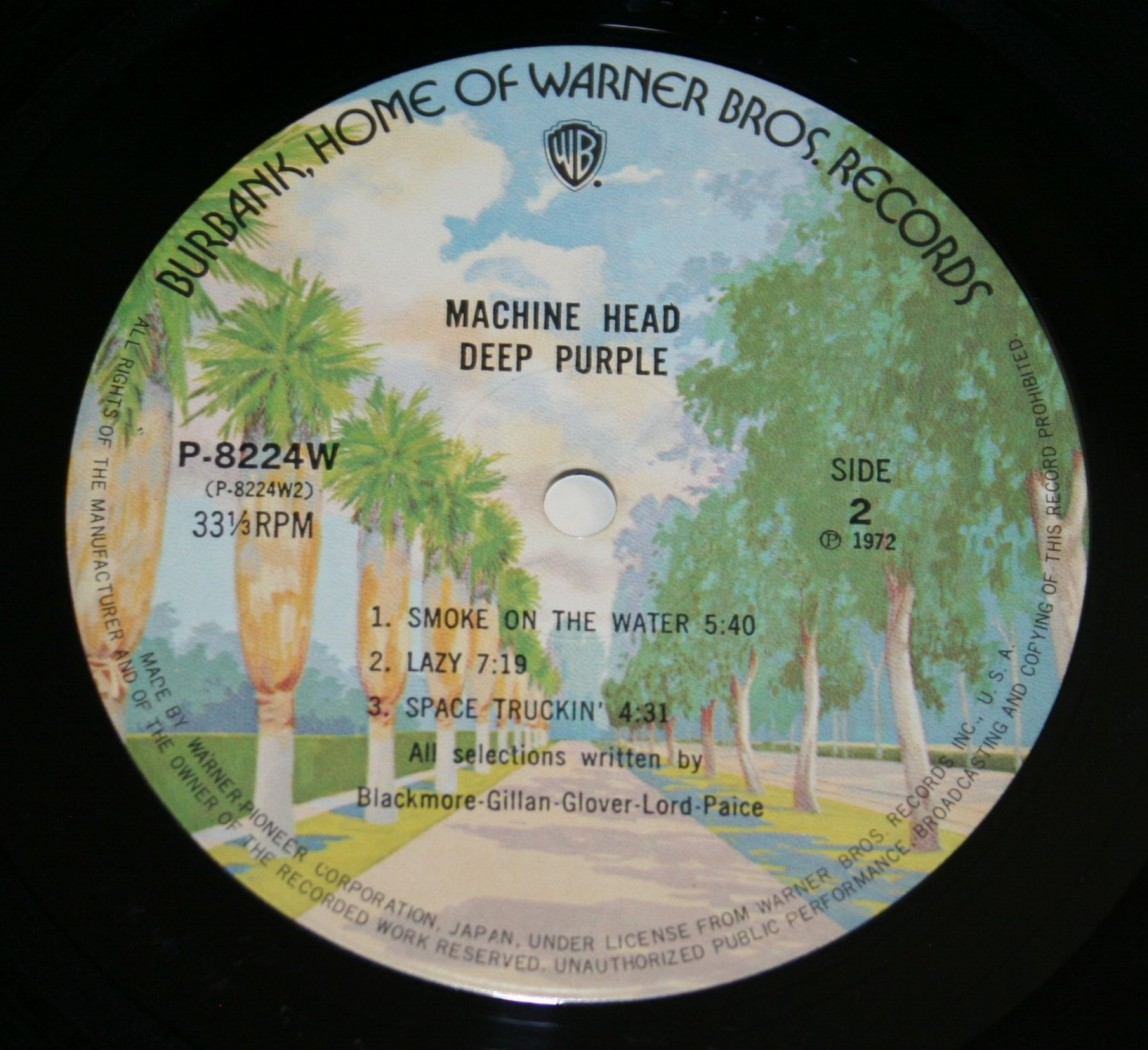 BURBANK, HOME OF WARNER BROS. RECORDS
WB
MACHINE HEAD
DEEP PURPLE
P-8224W
(P-8224W2)
33⅓RPM
SIDE
2
Ⓟ 1972
1. SMOKE ON THE WATER 5:40
2. LAZY 7:19
3. SPACE TRUCKIN' 4:31
All selections written by
Blackmore-Gillan-Glover-Lord-Paice
MADE BY WARNER-PIONEER CORPORATION, JAPAN, UNDER LICENSE FROM WARNER BROS. RECORDS INC., U.S.A.
ALL RIGHTS OF THE MANUFACTURER AND OF THE OWNER OF THE RECORDED WORK RESERVED. UNAUTHORIZED PUBLIC PERFORMANCE, BROADCASTING AND COPYING OF THIS RECORD PROHIBITED.